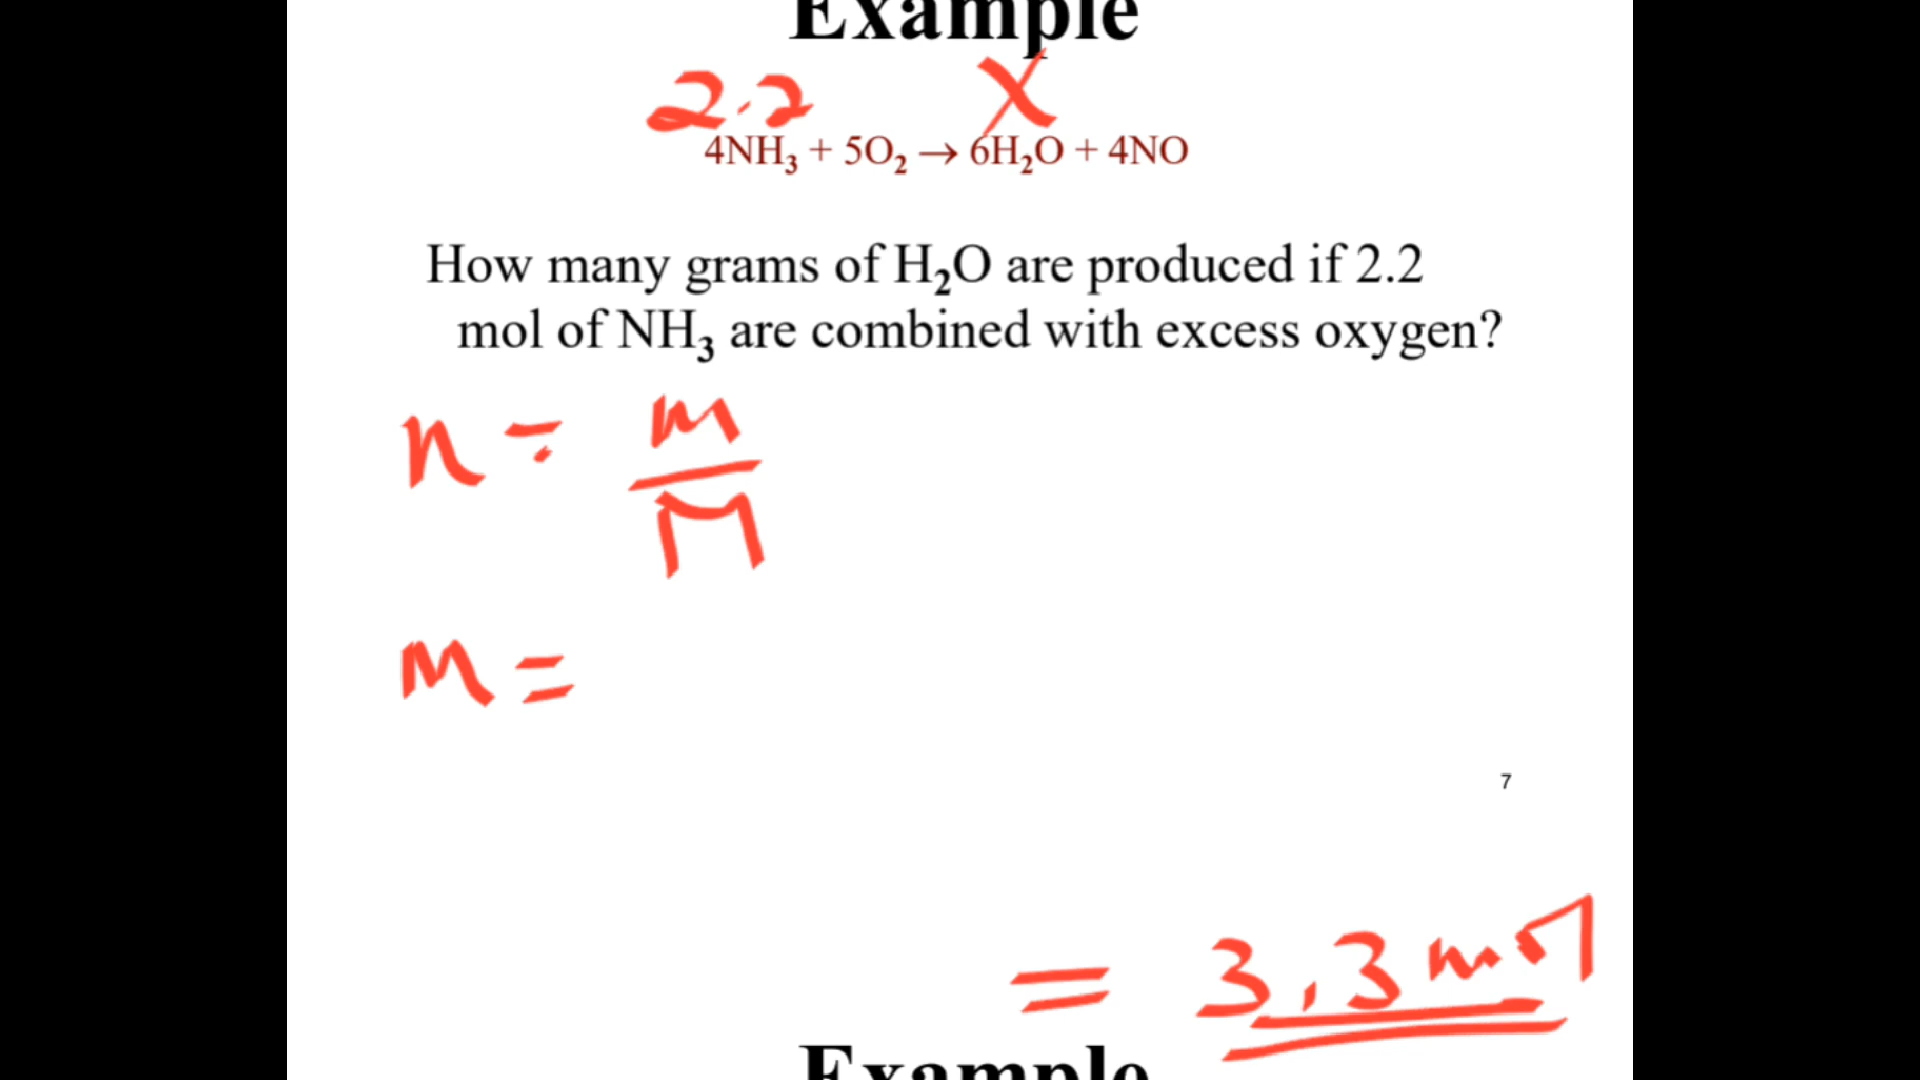 Example
2.2 X
4NH₃ + 5O₂ → 6H₂O + 4NO
How many grams of H₂O are produced if 2.2
mol of NH₃ are combined with excess oxygen?
n = m/M
m =
7
= 3.3 mol
Example